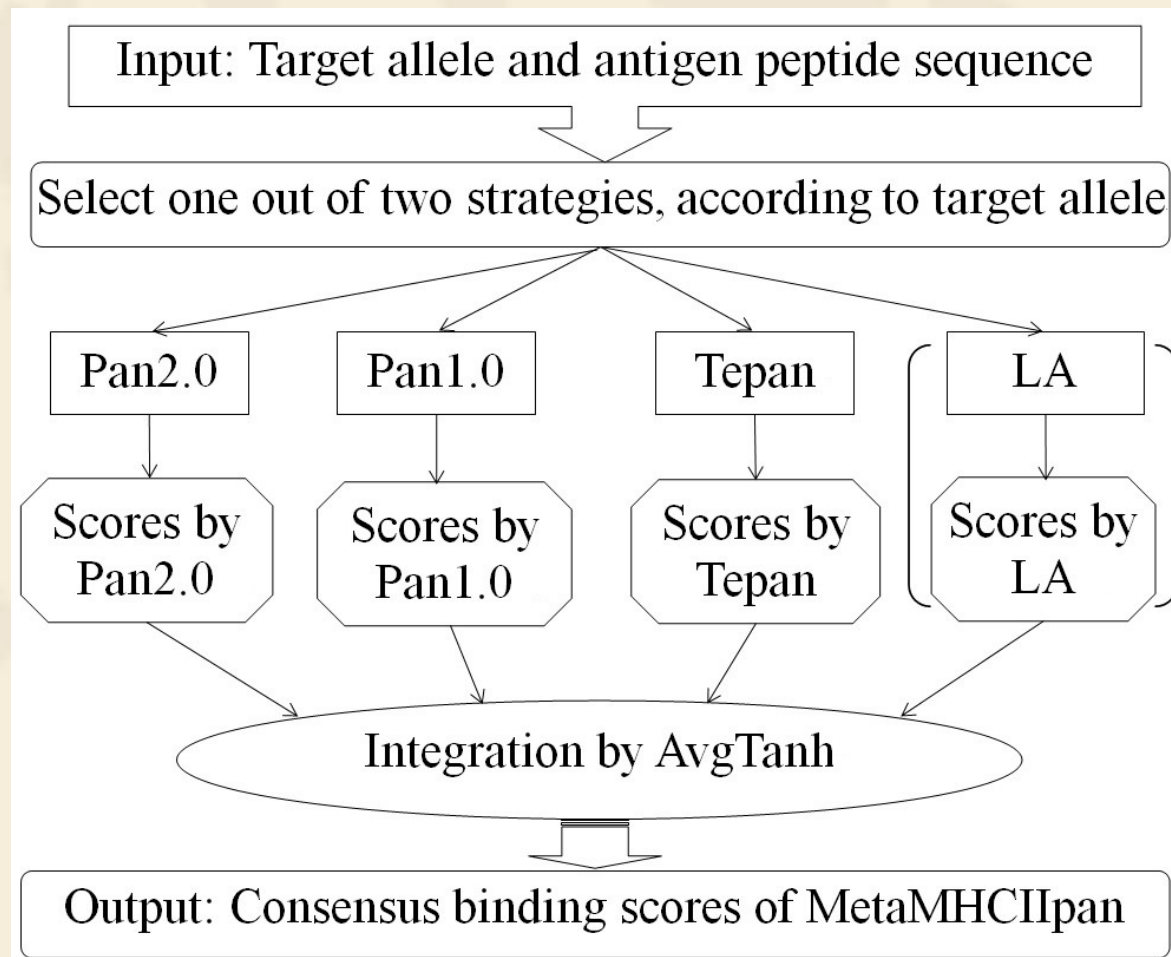 Input: Target allele and antigen peptide sequence
Select one out of two strategies, according to target allele
Pan2.0
Pan1.0
Tepan
LA
Scores by
Pan2.0
Scores by
Pan1.0
Scores by
Tepan
Scores by
LA
Integration by AvgTanh
Output: Consensus binding scores of MetaMHCIIpan